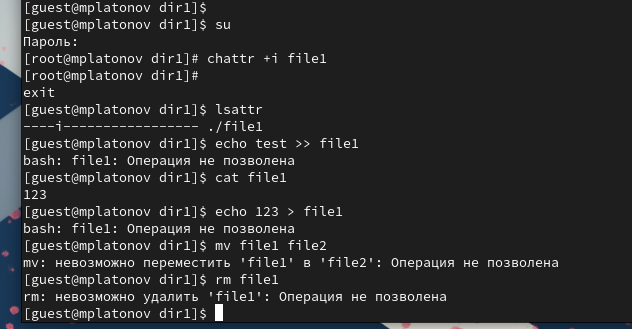 [guest@mplatonov dir1]$
[guest@mplatonov dir1]$ su
Пароль:
[root@mplatonov dir1]# chattr +i file1
[root@mplatonov dir1]#
exit
[guest@mplatonov dir1]$ lsattr
----i----------------- ./file1
[guest@mplatonov dir1]$ echo test >> file1
bash: file1: Операция не позволена
[guest@mplatonov dir1]$ cat file1
123
[guest@mplatonov dir1]$ echo 123 > file1
bash: file1: Операция не позволена
[guest@mplatonov dir1]$ mv file1 file2
mv: невозможно переместить 'file1' в 'file2': Операция не позволена
[guest@mplatonov dir1]$ rm file1
rm: невозможно удалить 'file1': Операция не позволена
[guest@mplatonov dir1]$